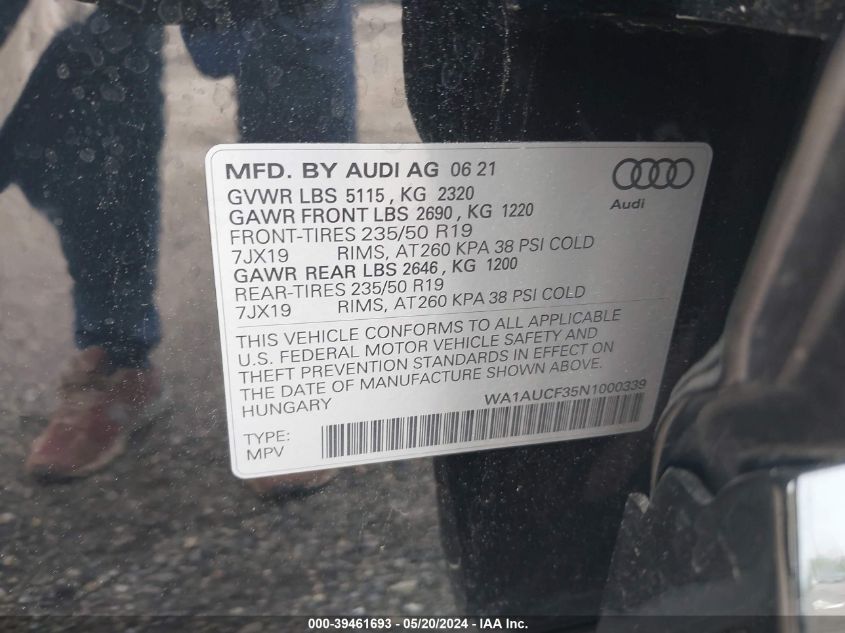 MFD. BY AUDI AG 06 21
GVWR LBS 5115, KG 2320
GAWR FRONT LBS 2690, KG 1220
FRONT-TIRES 235/50 R19
7JX19 RIMS, AT 260 KPA 38 PSI COLD
GAWR REAR LBS 2646, KG 1200
REAR-TIRES 235/50 R19
7JX19 RIMS, AT 260 KPA 38 PSI COLD
Audi
THIS VEHICLE CONFORMS TO ALL APPLICABLE
U.S. FEDERAL MOTOR VEHICLE SAFETY AND
THEFT PREVENTION STANDARDS IN EFFECT ON
THE DATE OF MANUFACTURE SHOWN ABOVE.
HUNGARY
WA1AUCF35N1000339
TYPE:
MPV
000-39461693 - 05/20/2024 - IAA Inc.